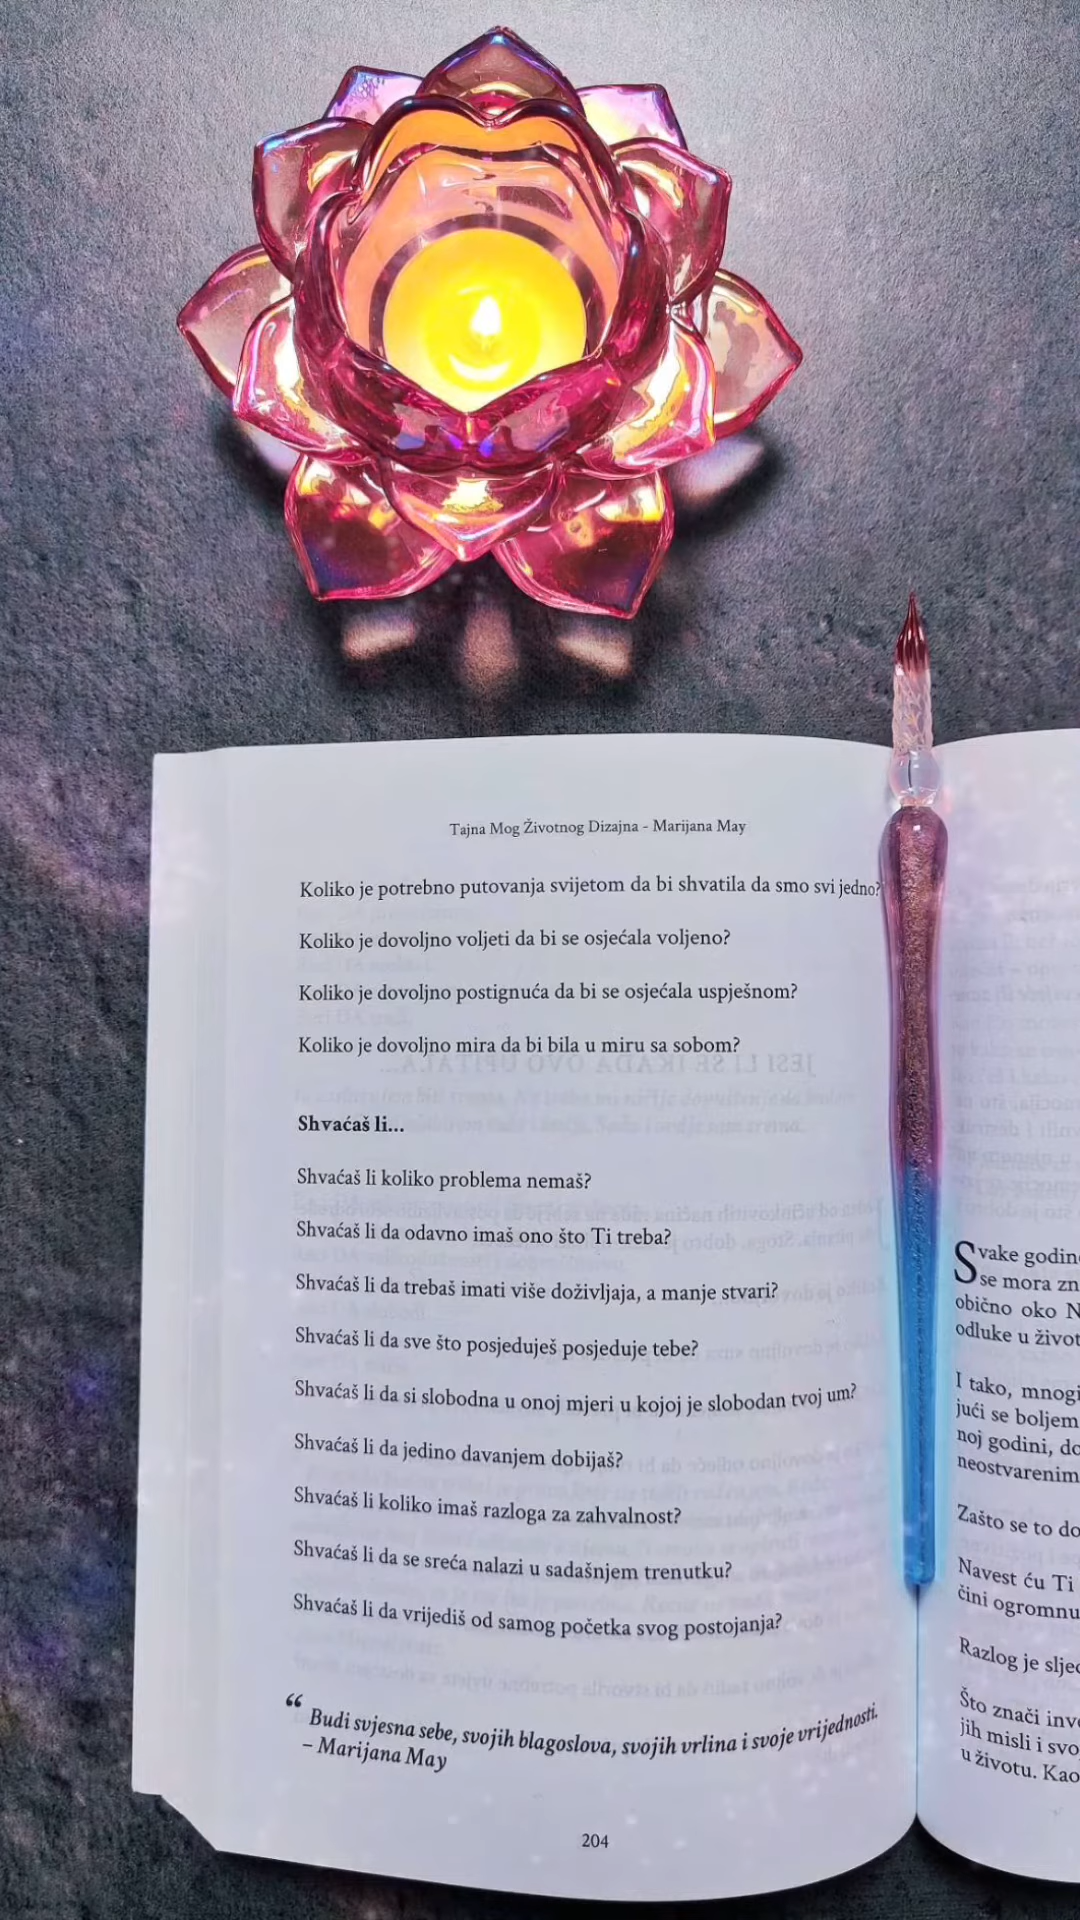 Tajna Mog Životnog Dizajna - Marijana May
Koliko je potrebno putovanja svijetom da bi shvatila da smo svi jedno?
Koliko je dovoljno voljeti da bi se osjećala voljeno?
Koliko je dovoljno postignuća da bi se osjećala uspješnom?
Koliko je dovoljno mira da bi bila u miru sa sobom?
Shvaćaš li...
Shvaćaš li koliko problema nemaš?
Shvaćaš li da odavno imaš ono što Ti treba?
Shvaćaš li da trebaš imati više doživljaja, a manje stvari?
Shvaćaš li da sve što posjeduješ posjeduje tebe?
Shvaćaš li da si slobodna u onoj mjeri u kojoj je slobodan tvoj um?
Shvaćaš li da jedino davanjem dobijaš?
Shvaćaš li koliko imaš razloga za zahvalnost?
Shvaćaš li da se sreća nalazi u sadašnjem trenutku?
Shvaćaš li da vrijediš od samog početka svog postojanja?
“ Budi svjesna sebe, svojih blagoslova, svojih vrlina i svoje vrijednosti.
– Marijana May
204
Svake godin
se mora zn
obično oko N
odluke u život
I tako, mnogi
jući se boljem
noj godini, do
neostvarenim
Zašto se to do
Navest ću Ti
čini ogromnu
Razlog je slje
Što znači inv
jih misli i svo
u životu. Kao